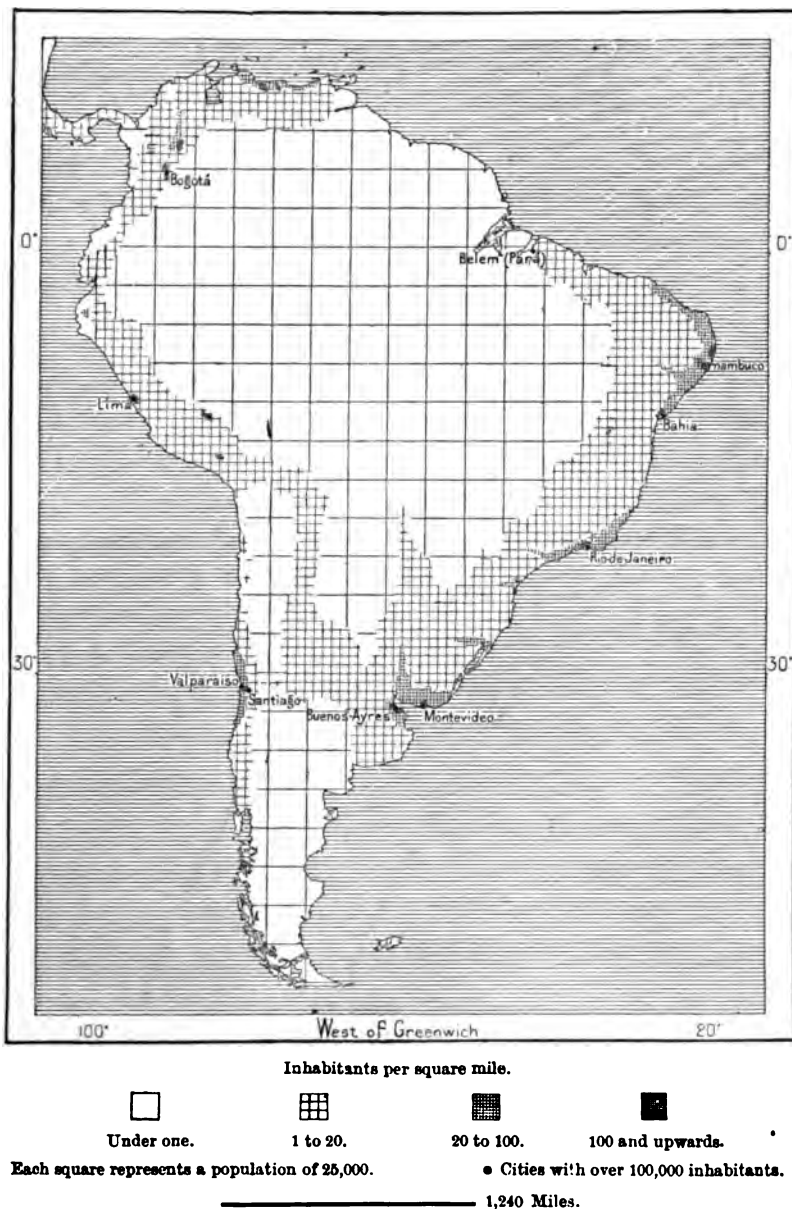 Bogotá
0° 0°
Belem (Pará)
Pernambuco
Lima
Bahia
Rio de Janeiro
30° 30°
Valparaiso
Santiago
Buenos Ayres Montevideo
100° West of Greenwich 20°
Inhabitants per square mile.
Under one. 1 to 20. 20 to 100. 100 and upwards.
Each square represents a population of 25,000. • Cities with over 100,000 inhabitants.
1,240 Miles.